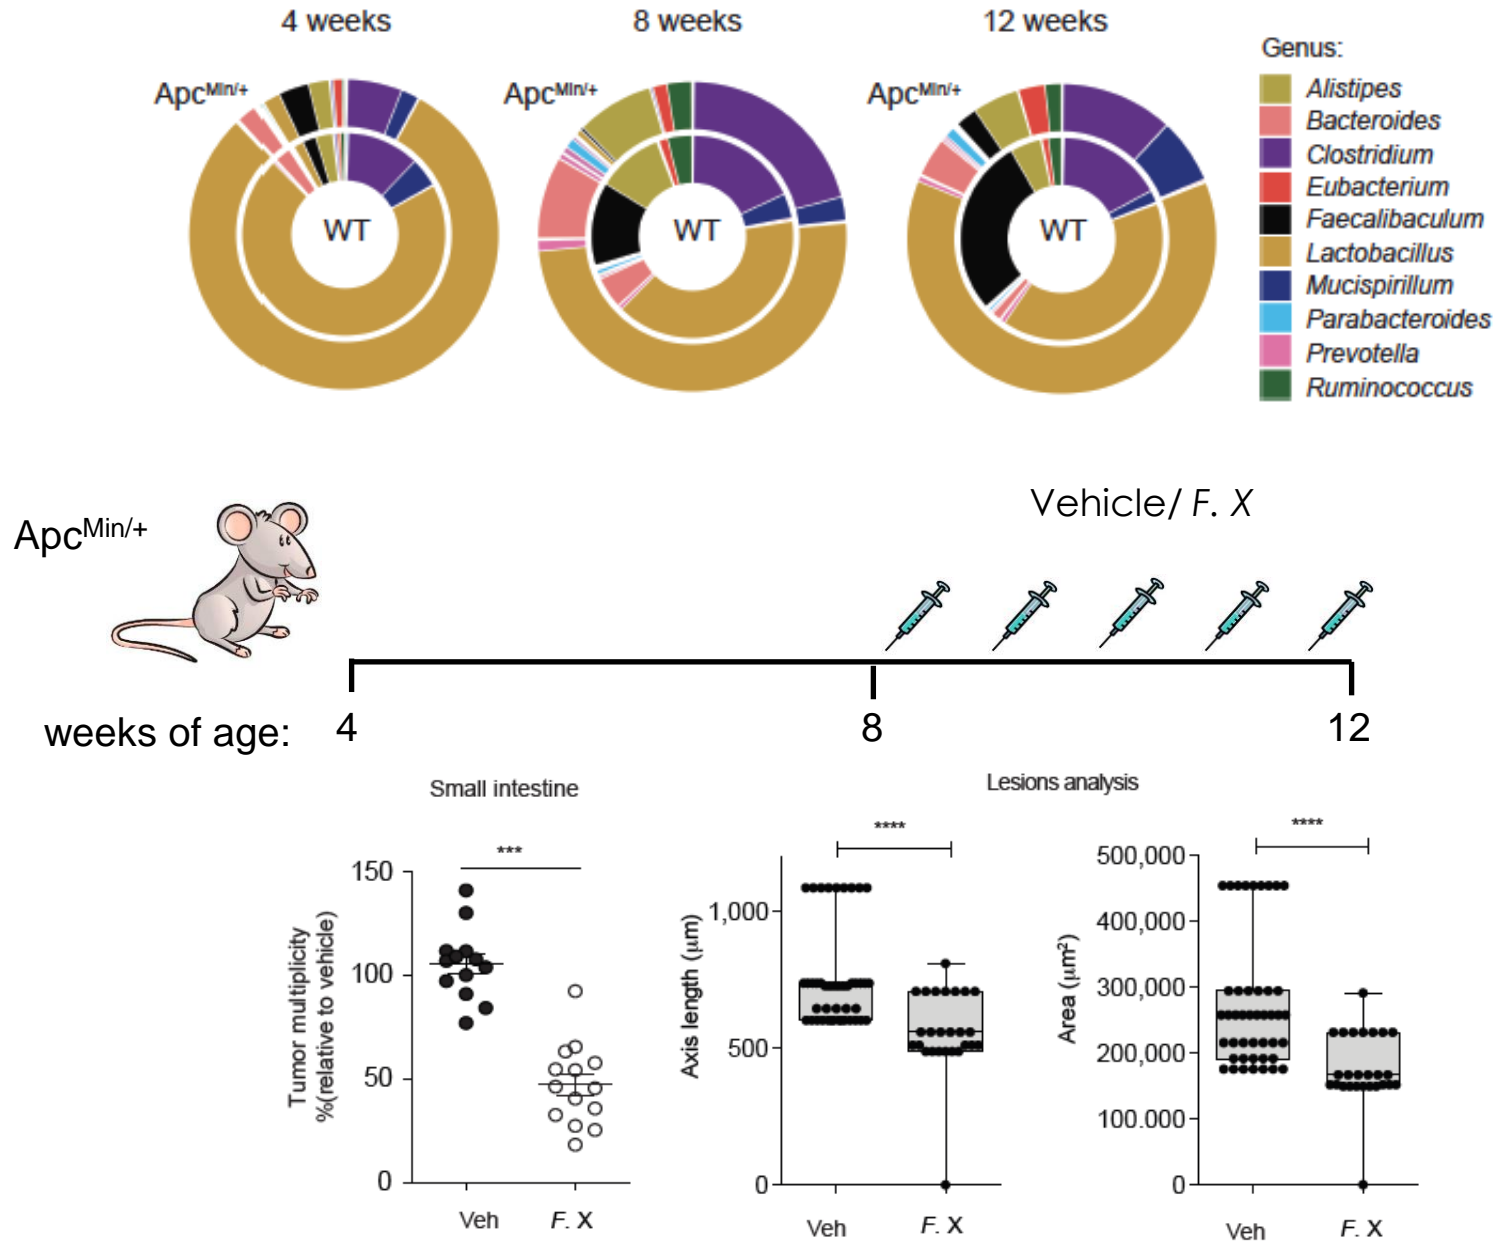 4 weeks
8 weeks
12 weeks
Genus:
Apc^Min/+
Apc^Min/+
Apc^Min/+
WT
WT
WT
Alistipes
Bacteroides
Clostridium
Eubacterium
Faecalibaculum
Lactobacillus
Mucispirillum
Parabacteroides
Prevotella
Ruminococcus
Vehicle/ F. X
Apc^Min/+
weeks of age:
4
8
12
Small intestine
Tumor multiplicity
%(relative to vehicle)
150
100
50
0
***
Veh
F. X
Lesions analysis
Axis length (μm)
1,000
500
0
****
Veh
F. X
Area (μm²)
500,000
400,000
300,000
200,000
100.000
0
****
Veh
F. X